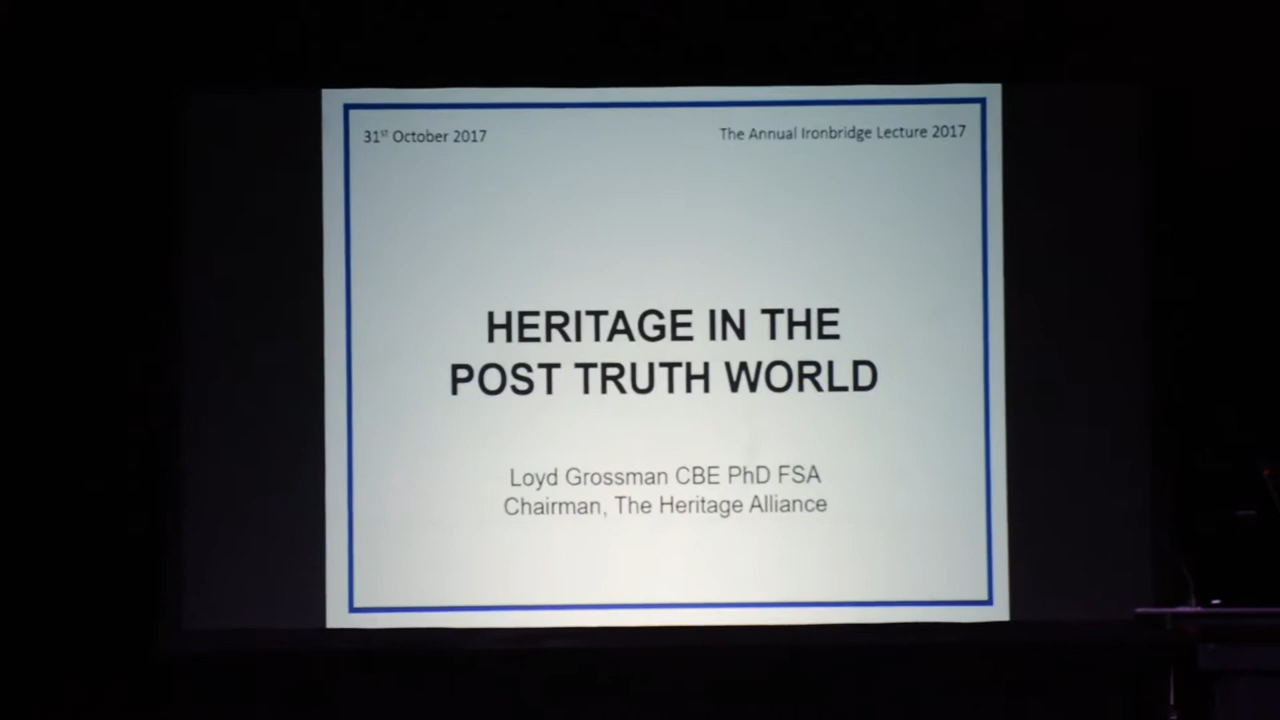 31st October 2017
The Annual Ironbridge Lecture 2017
HERITAGE IN THE
POST TRUTH WORLD
Loyd Grossman CBE PhD FSA
Chairman, The Heritage Alliance